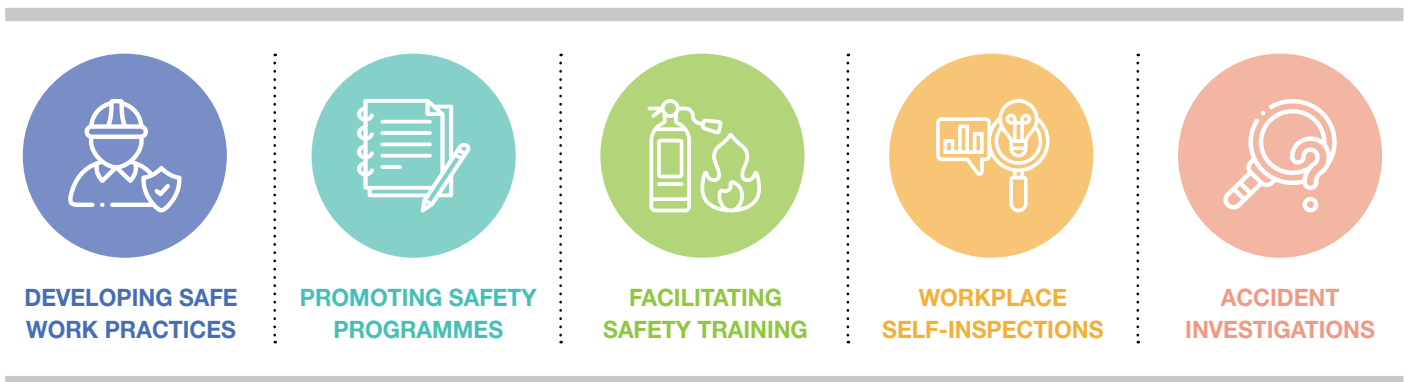 DEVELOPING SAFE
WORK PRACTICES
PROMOTING SAFETY
PROGRAMMES
FACILITATING
SAFETY TRAINING
WORKPLACE
SELF-INSPECTIONS
ACCIDENT
INVESTIGATIONS